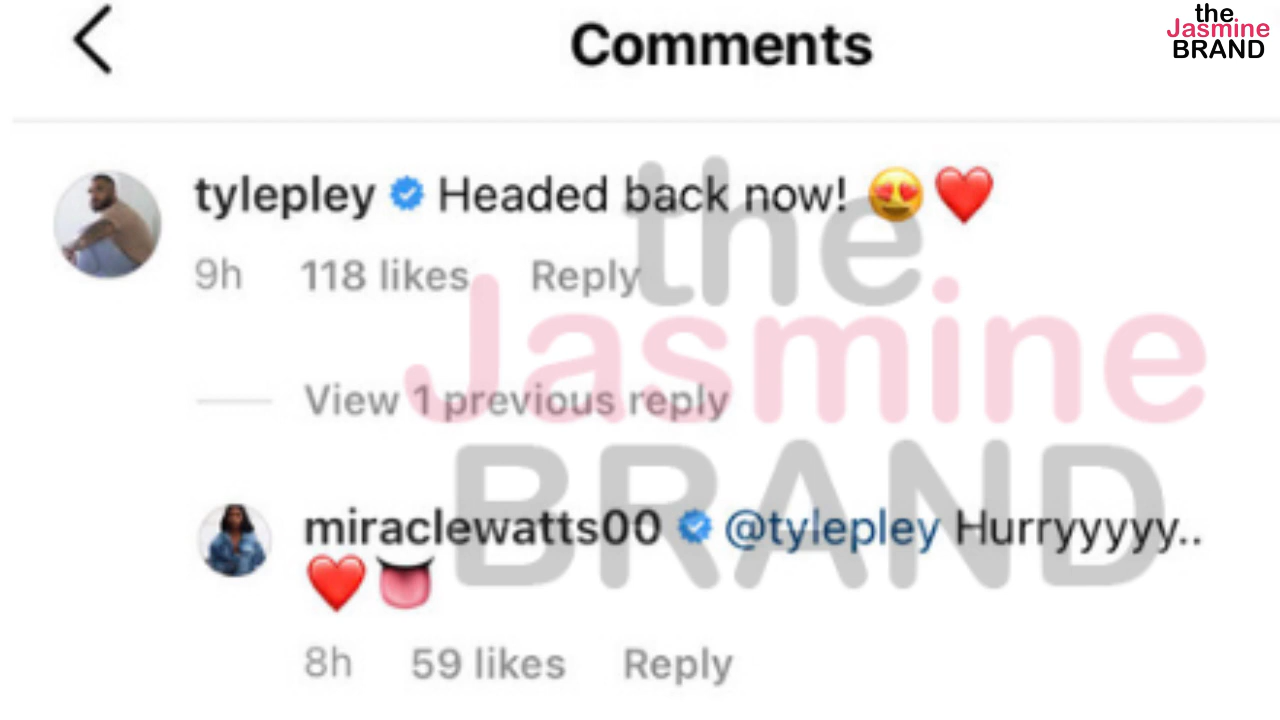 the
Jasmine
BRAND
Comments
tylepley Headed back now! 😍❤️
9h 118 likes Reply
View 1 previous reply
miraclewatts00 @tylepley Hurryyyyy..
❤️👅
8h 59 likes Reply
the
Jasmine
BRAND